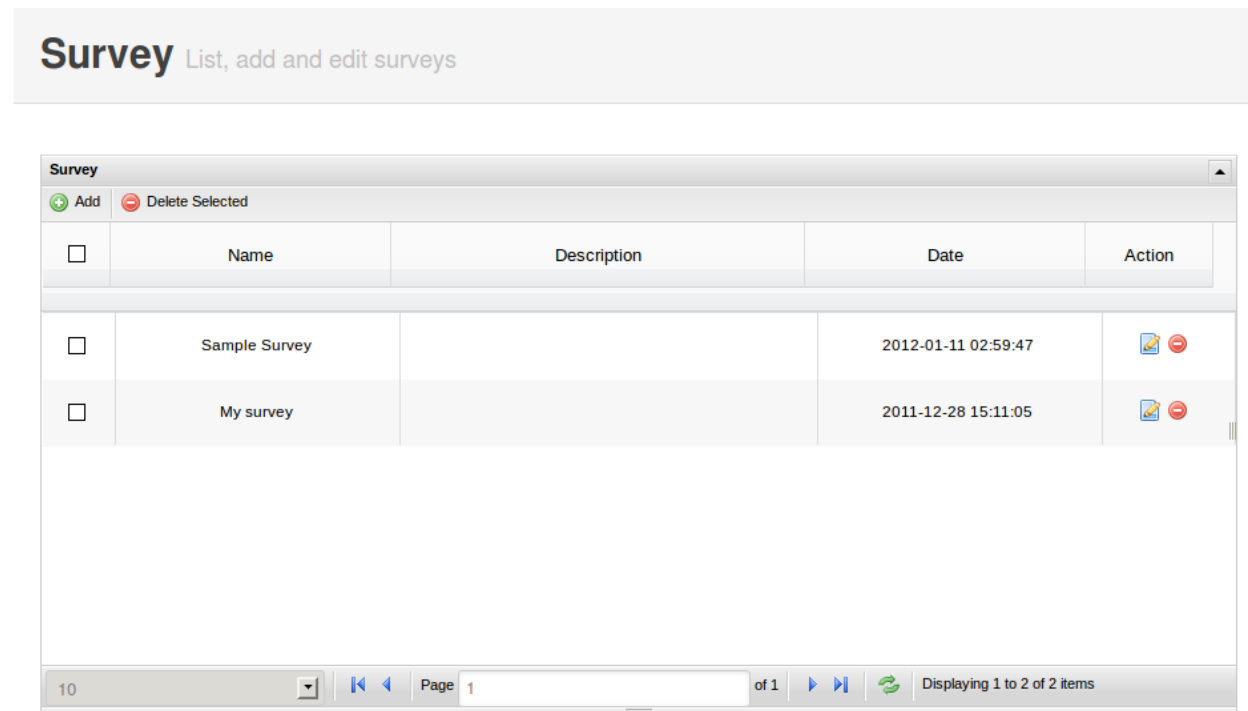 Survey List, add and edit surveys
Survey
Add Delete Selected
Name Description Date Action
Sample Survey 2012-01-11 02:59:47
My survey 2011-12-28 15:11:05
10 Page 1 of 1 Displaying 1 to 2 of 2 items